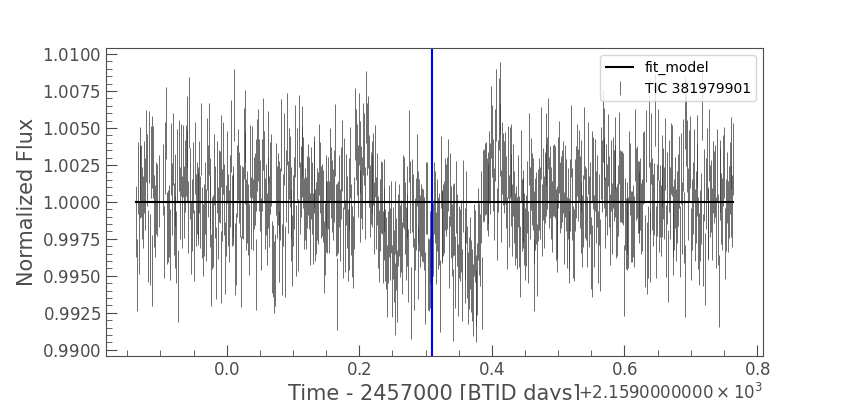 1.0100
1.0075
1.0050
1.0025
1.0000
0.9975
0.9950
0.9925
0.9900
Normalized Flux
fit_model
TIC 381979901
0.0 0.2 0.4 0.6 0.8
Time - 2457000 [BTJD days]
+2.1590000000 × 10³